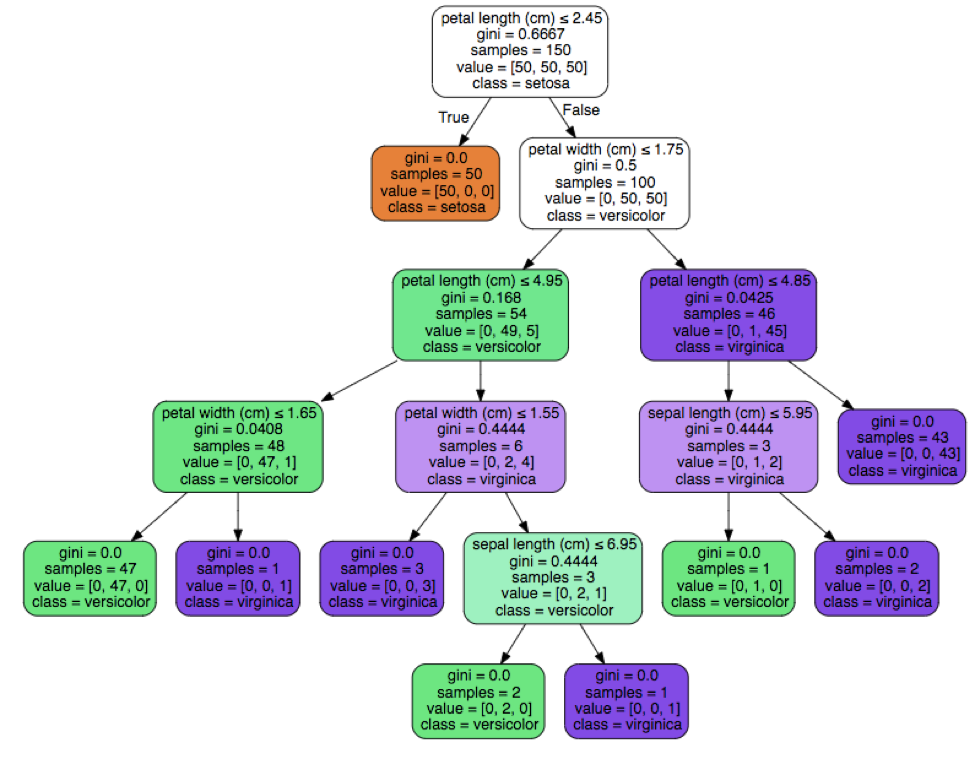 petal length (cm) ≤ 2.45
gini = 0.6667
samples = 150
value = [50, 50, 50]
class = setosa
True
False
gini = 0.0
samples = 50
value = [50, 0, 0]
class = setosa
petal width (cm) ≤ 1.75
gini = 0.5
samples = 100
value = [0, 50, 50]
class = versicolor
petal length (cm) ≤ 4.95
gini = 0.168
samples = 54
value = [0, 49, 5]
class = versicolor
petal length (cm) ≤ 4.85
gini = 0.0425
samples = 46
value = [0, 1, 45]
class = virginica
petal width (cm) ≤ 1.65
gini = 0.0408
samples = 48
value = [0, 47, 1]
class = versicolor
petal width (cm) ≤ 1.55
gini = 0.4444
samples = 6
value = [0, 2, 4]
class = virginica
sepal length (cm) ≤ 5.95
gini = 0.4444
samples = 3
value = [0, 1, 2]
class = virginica
gini = 0.0
samples = 43
value = [0, 0, 43]
class = virginica
gini = 0.0
samples = 47
value = [0, 47, 0]
class = versicolor
gini = 0.0
samples = 1
value = [0, 0, 1]
class = virginica
gini = 0.0
samples = 3
value = [0, 0, 3]
class = virginica
sepal length (cm) ≤ 6.95
gini = 0.4444
samples = 3
value = [0, 2, 1]
class = versicolor
gini = 0.0
samples = 1
value = [0, 1, 0]
class = versicolor
gini = 0.0
samples = 2
value = [0, 0, 2]
class = virginica
gini = 0.0
samples = 2
value = [0, 2, 0]
class = versicolor
gini = 0.0
samples = 1
value = [0, 0, 1]
class = virginica